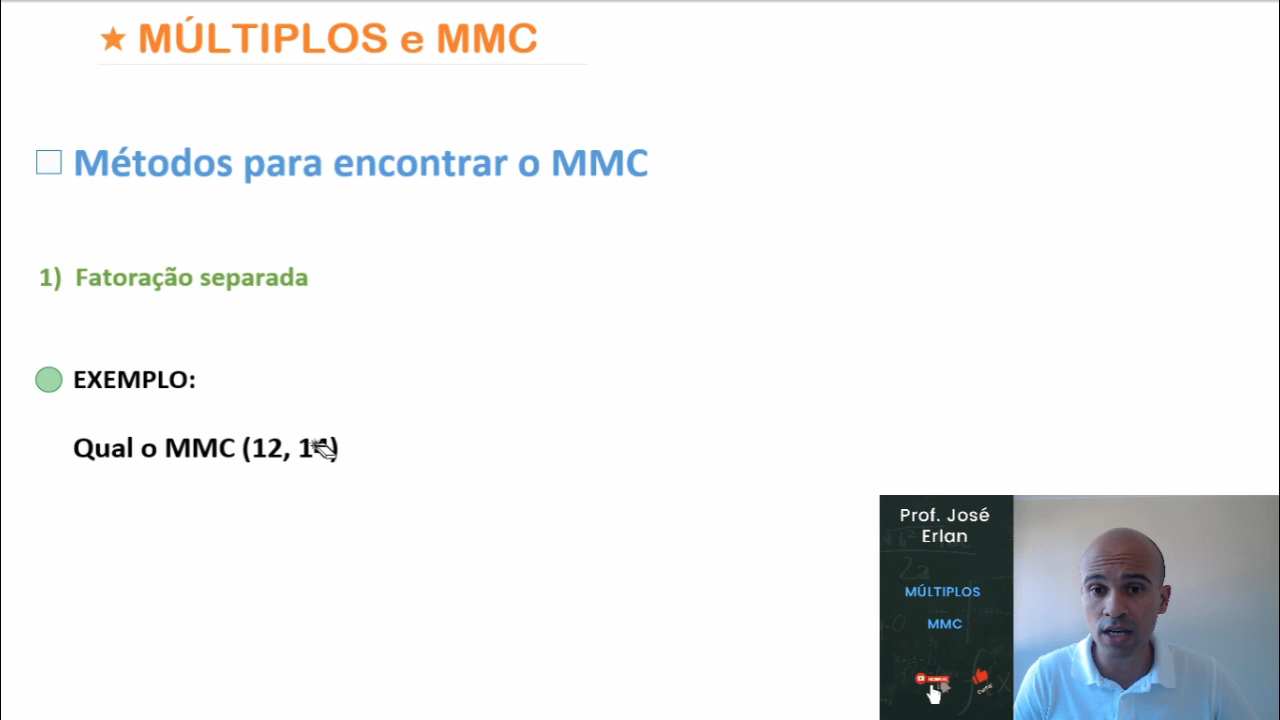 ★ MÚLTIPLOS e MMC
Métodos para encontrar o MMC
1) Fatoração separada
EXEMPLO:
Qual o MMC (12,
Prof. José
Erlan
MÚLTIPLOS
MMC